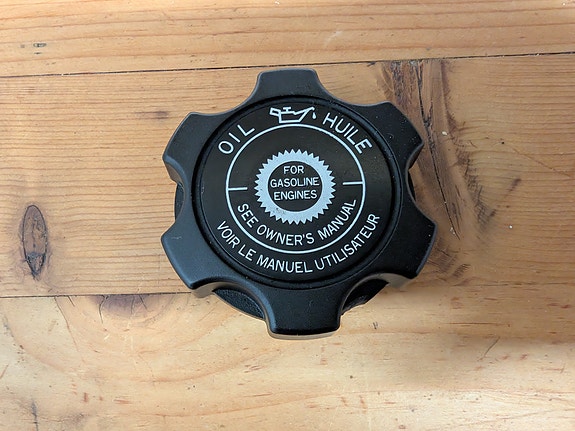 OIL HUILE
FOR
GASOLINE
ENGINES
SEE OWNER'S MANUAL
VOIR LE MANUEL UTILISATEUR